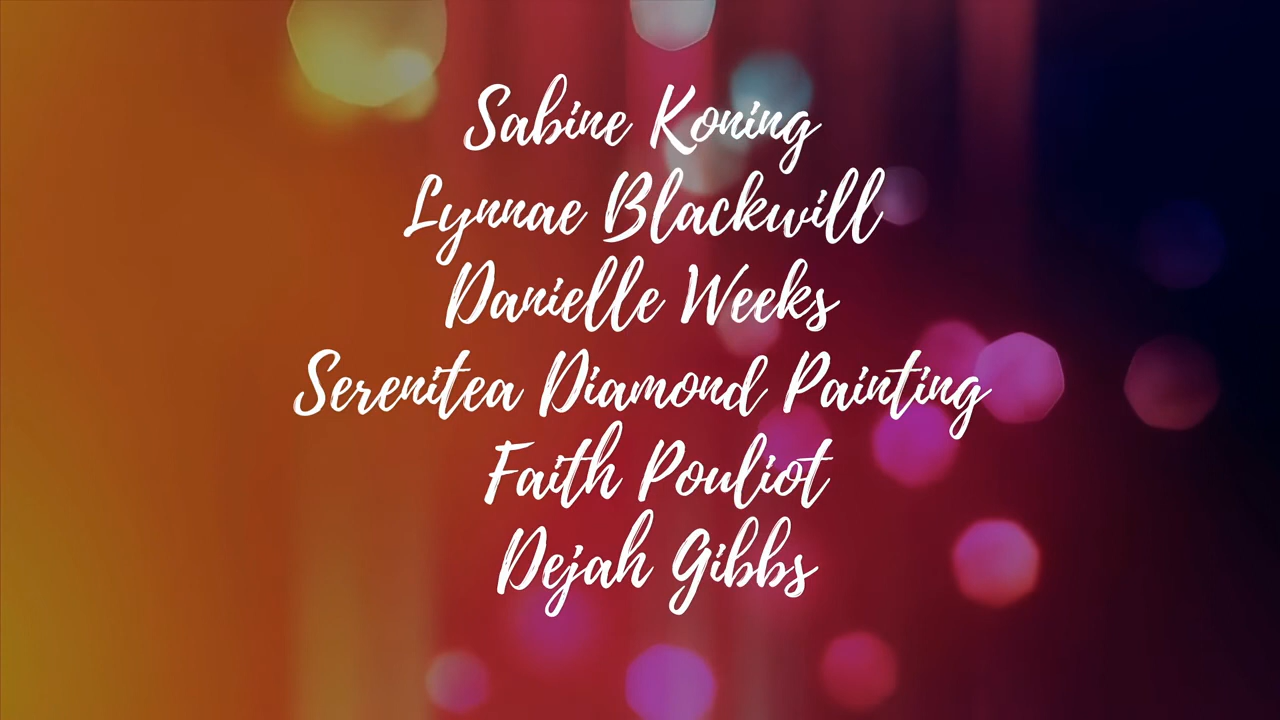 Sabine Koning
Lynnae Blackwill
Danielle Weeks
Serenitea Diamond Painting
Faith Pouliot
Dejah Gibbs